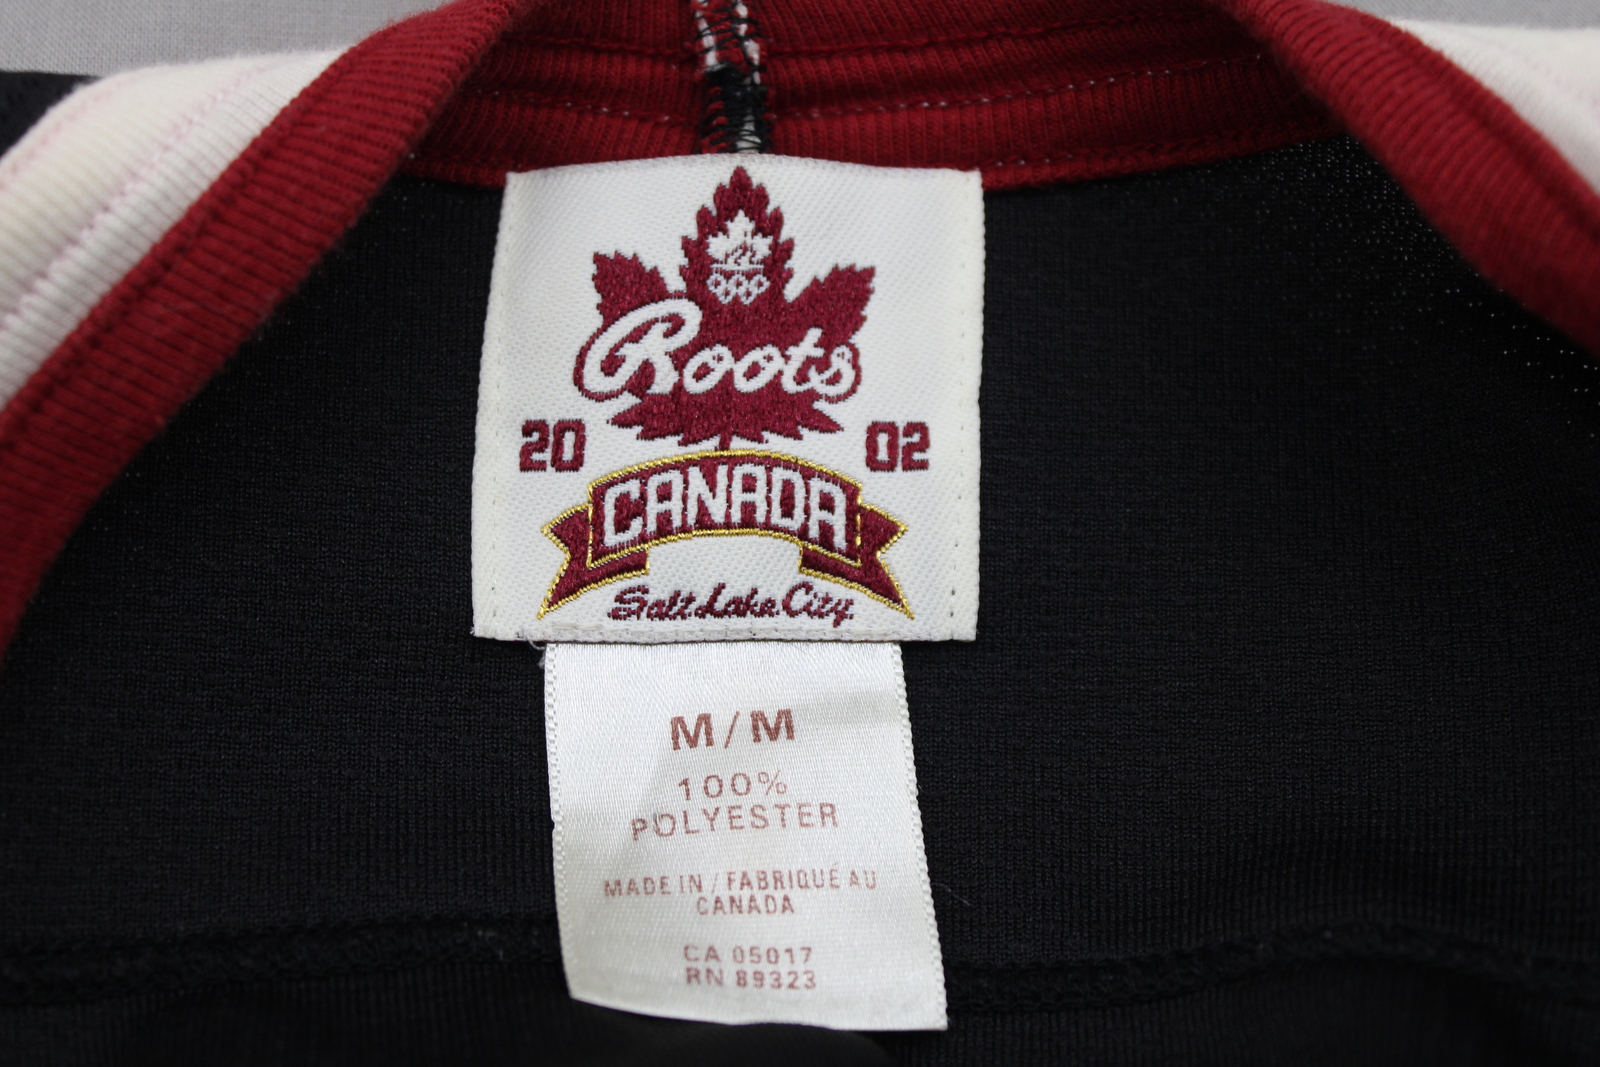 Roots
20 02
CANADA
Salt Lake City
M/M
100%
POLYESTER
MADE IN / FABRIQUÉ AU
CANADA
CA 05017
RN 89323